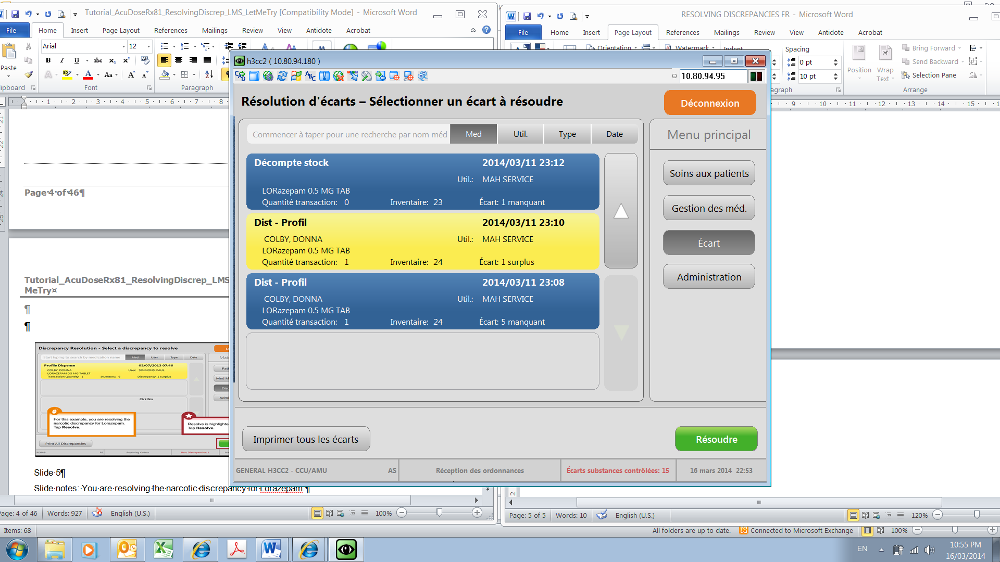 Tutorial_AcuDoseRx81_ResolvingDiscrep_LMS_LetMeTry [Compatibility Mode] - Microsoft Word
File Home Insert Page Layout References Mailings Review View Antidote Acrobat
Arial 12
Paste
Font Paragraph
RESOLVING DISCREPANCIES FR - Microsoft Word
File Home Insert Page Layout References Mailings Review View Antidote Acrobat
Orientation Watermark Indent Spacing
0 pt
10 pt
Position Wrap Text
Bring Forward
Send Backward
Selection Pane
Arrange
h3cc2 ( 10.80.94.180 )
10.80.94.95
Résolution d'écarts – Sélectionner un écart à résoudre
Déconnexion
Commencer à taper pour une recherche par nom méd
Med Util. Type Date
Décompte stock 2014/03/11 23:12
Util.: MAH SERVICE
LORazepam 0.5 MG TAB
Quantité transaction: 0 Inventaire: 23 Écart: 1 manquant
Dist - Profil 2014/03/11 23:10
COLBY, DONNA Util.: MAH SERVICE
LORazepam 0.5 MG TAB
Quantité transaction: 1 Inventaire: 24 Écart: 1 surplus
Dist - Profil 2014/03/11 23:08
COLBY, DONNA Util.: MAH SERVICE
LORazepam 0.5 MG TAB
Quantité transaction: 1 Inventaire: 24 Écart: 5 manquant
Menu principal
Soins aux patients
Gestion des méd.
Écart
Administration
Imprimer tous les écarts
Résoudre
GENERAL H3CC2 - CCU/AMU AS
Réception des ordonnances
Écarts substances contrôlées: 15
16 mars 2014 22:53
Page·4·of·46¶
Tutorial_AcuDoseRx81_ResolvingDiscrep_LMS
MeTry¤
¶
¶
Discrepancy Resolution - Select a discrepancy to resolve
Start typing to search by medication name Med User Type Date
Profile Dispense 05/07/2013 07:46
COLBY, DONNA User: SIMMONS, PAUL
LORAZEPAM 0.5 MG TABLET
Transaction Quantity: 1 Inventory: 6 Discrepancy: 1 surplus
Click Box
For this example, you are resolving the
narcotic discrepancy for Lorazepam.
Tap Resolve.
Resolve is highlighte
Tap Resolve.
Print All Discrepancies
REHAB Receiving Orders
Slide·5¶
Slide·notes:·You·are·resolving·the·narcotic·discrepancy·for·Lorazepam.¶
Page: 4 of 46 Words: 927 English (U.S.) 100%
Page: 5 of 5 Words: 10 English (U.S.) 120%
Items: 68 All folders are up to date. Connected to Microsoft Exchange 100%
EN 10:55 PM
16/03/2014